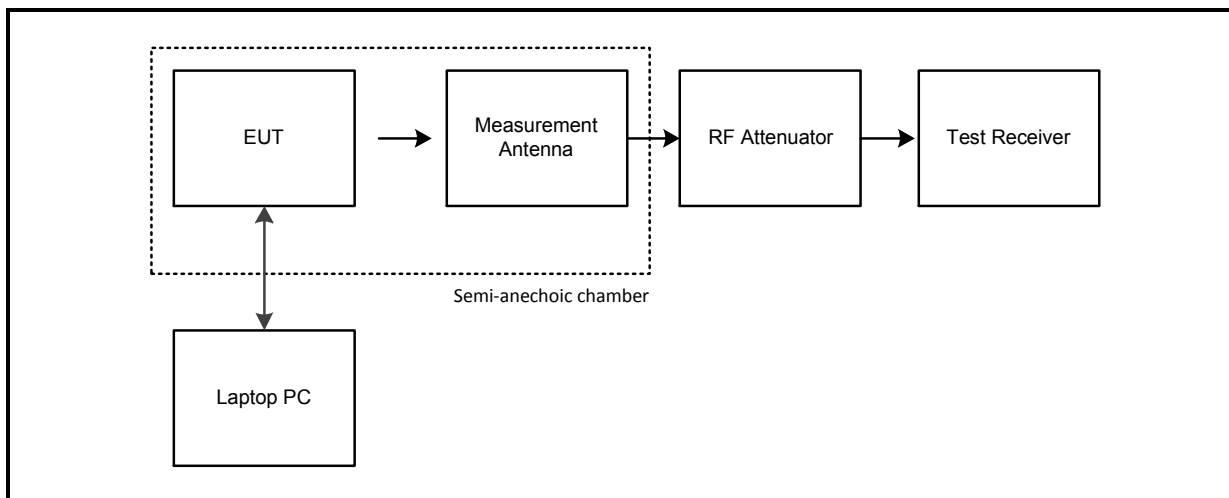 EUT
Measurement
Antenna
RF Attenuator
Test Receiver
Semi-anechoic chamber
Laptop PC